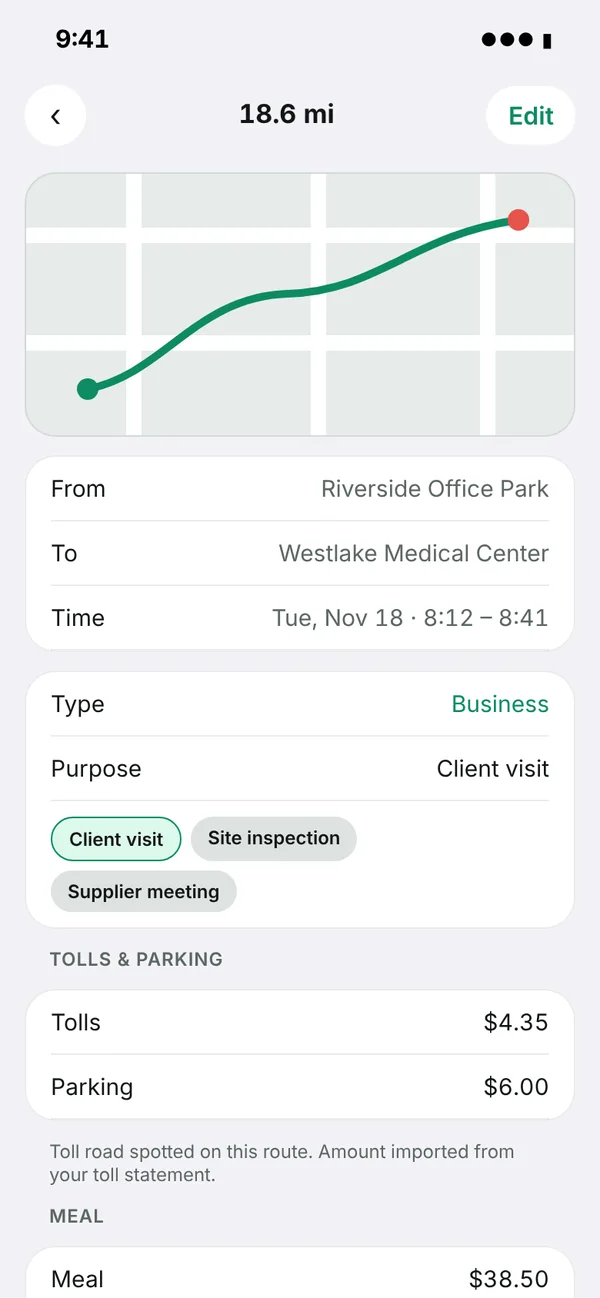 9:41
‹ 18.6 mi Edit
From Riverside Office Park
To Westlake Medical Center
Time Tue, Nov 18 · 8:12 – 8:41
Type Business
Purpose Client visit
Client visit Site inspection
Supplier meeting
TOLLS & PARKING
Tolls $4.35
Parking $6.00
Toll road spotted on this route. Amount imported from
your toll statement.
MEAL
Meal $38.50